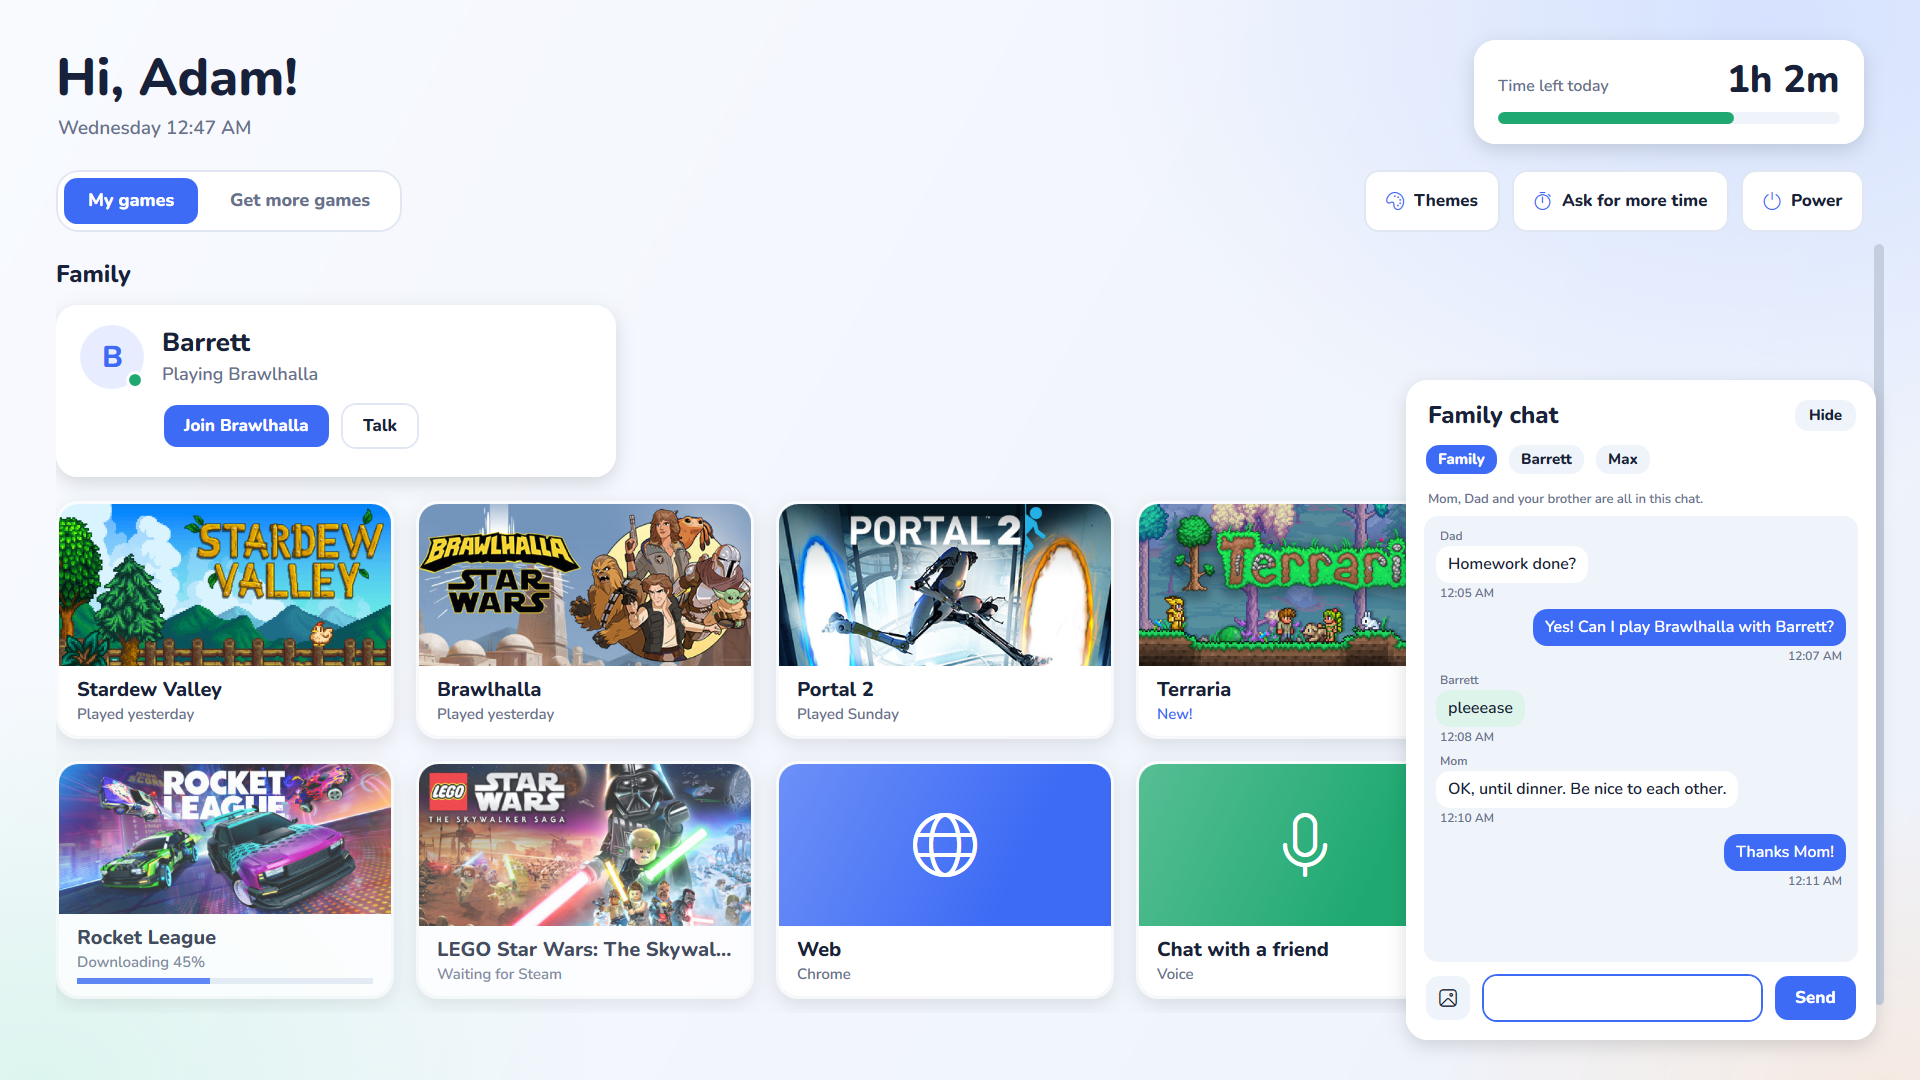 Hi, Adam!
Wednesday 12:47 AM
Time left today
1h 2m
My games
Get more games
Themes
Ask for more time
Power
Family
B
Barrett
Playing Brawlhalla
Join Brawlhalla
Talk
STARDEW
VALLEY
Stardew Valley
Played yesterday
BRAWLHALLA
STAR
WARS
Brawlhalla
Played yesterday
PORTAL 2
Portal 2
Played Sunday
Terrari
Terraria
New!
ROCKET
LEAGUE
Rocket League
Downloading 45%
LEGO
STAR
WARS
THE SKYWALKER SAGA
LEGO Star Wars: The Skywal...
Waiting for Steam
Web
Chrome
Chat with a friend
Voice
Family chat
Hide
Family
Barrett
Max
Mom, Dad and your brother are all in this chat.
Dad
Homework done?
12:05 AM
Yes! Can I play Brawlhalla with Barrett?
12:07 AM
Barrett
pleeease
12:08 AM
Mom
OK, until dinner. Be nice to each other.
12:10 AM
Thanks Mom!
12:11 AM
Send